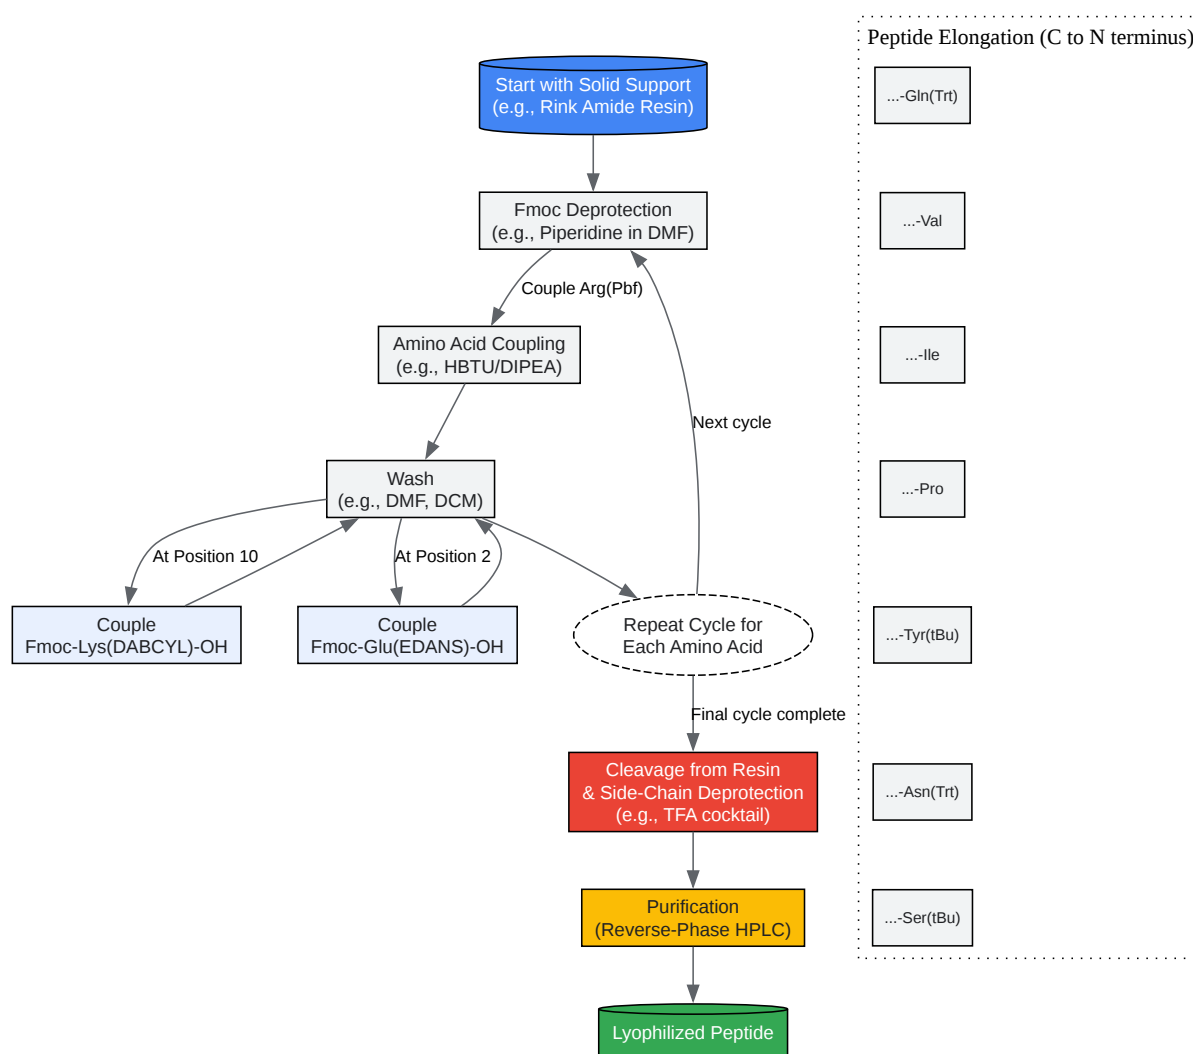 Peptide Elongation (C to N terminus)
Start with Solid Support
(e.g., Rink Amide Resin)
...-Gln(Trt)
Fmoc Deprotection
(e.g., Piperidine in DMF)
...-Val
Couple Arg(Pbf)
Amino Acid Coupling
(e.g., HBTU/DIPEA)
...-Ile
Next cycle
Wash
(e.g., DMF, DCM)
...-Pro
At Position 10
At Position 2
Couple
Fmoc-Lys(DABCYL)-OH
Couple
Fmoc-Glu(EDANS)-OH
Repeat Cycle for
Each Amino Acid
...-Tyr(tBu)
Final cycle complete
Cleavage from Resin
& Side-Chain Deprotection
(e.g., TFA cocktail)
...-Asn(Trt)
Purification
(Reverse-Phase HPLC)
...-Ser(tBu)
Lyophilized Peptide